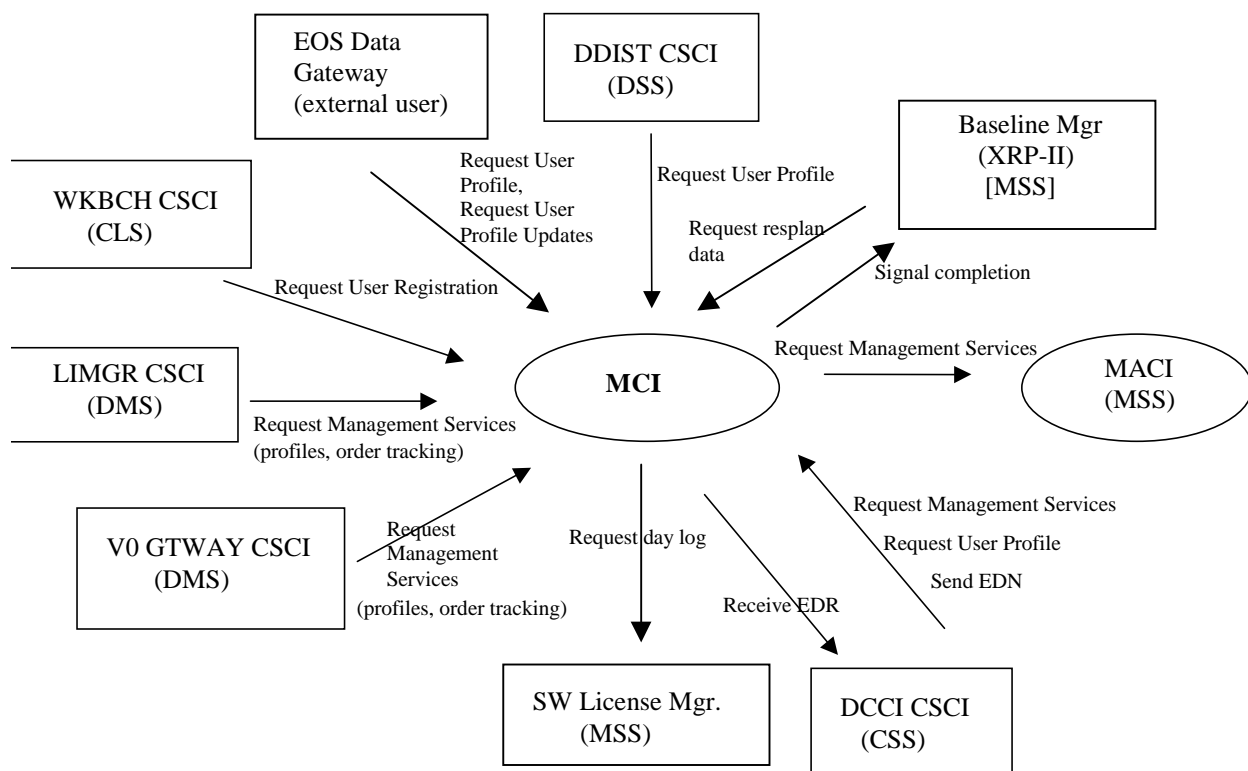 EOS Data
Gateway
(external user)
DDIST CSCI
(DSS)
Baseline Mgr
(XRP-II)
[MSS]
WKBCH CSCI
(CLS)
Request User
Profile,
Request User
Profile Updates
Request User Profile
Request resplan
data
Signal completion
Request User Registration
LIMGR CSCI
(DMS)
MCI
Request Management Services
MACI
(MSS)
Request Management Services
(profiles, order tracking)
V0 GTWAY CSCI
(DMS)
Request
Management
Services
(profiles, order tracking)
Request day log
Receive EDR
Request Management Services
Request User Profile
Send EDN
SW License Mgr.
(MSS)
DCCI CSCI
(CSS)